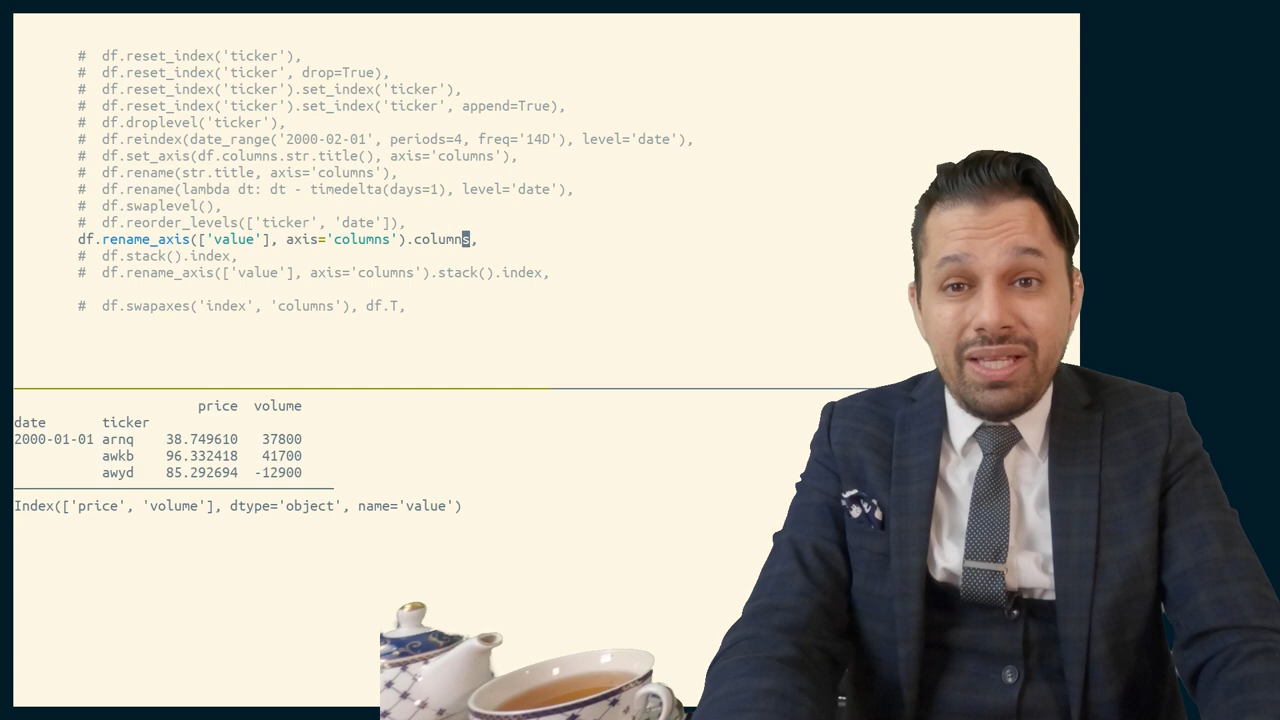 #  df.reset_index('ticker'),
#  df.reset_index('ticker', drop=True),
#  df.reset_index('ticker').set_index('ticker'),
#  df.reset_index('ticker').set_index('ticker', append=True),
#  df.droplevel('ticker'),
#  df.reindex(date_range('2000-02-01', periods=4, freq='14D'), level='date'),
#  df.set_axis(df.columns.str.title(), axis='columns'),
#  df.rename(str.title, axis='columns'),
#  df.rename(lambda dt: dt - timedelta(days=1), level='date'),
#  df.swaplevel(),
#  df.reorder_levels(['ticker', 'date']),
df.rename_axis(['value'], axis='columns').columns,
#  df.stack().index,
#  df.rename_axis(['value'], axis='columns').stack().index,
#  df.swapaxes('index', 'columns'), df.T,
price  volume
date       ticker
2000-01-01 arnq    38.749610   37800
awkb    96.332418   41700
awyd    85.292694  -12900
Index(['price', 'volume'], dtype='object', name='value')